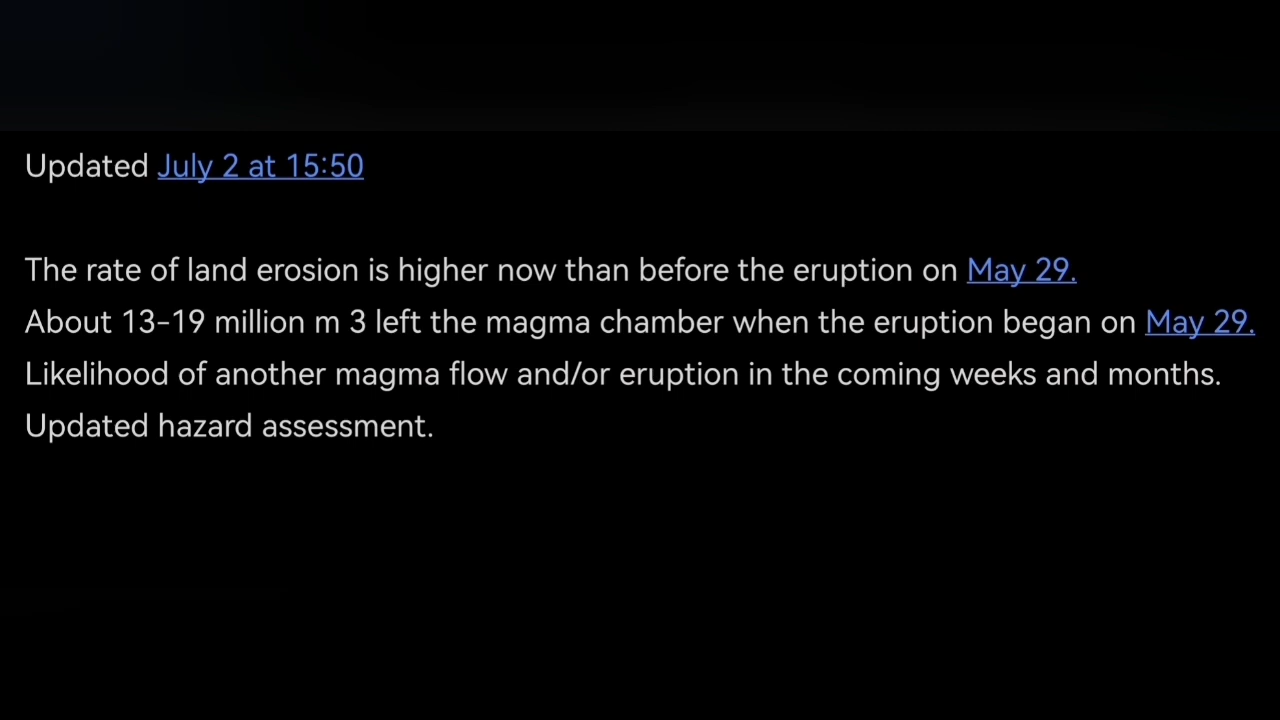 Updated July 2 at 15:50
The rate of land erosion is higher now than before the eruption on May 29.
About 13-19 million m 3 left the magma chamber when the eruption began on May 29.
Likelihood of another magma flow and/or eruption in the coming weeks and months.
Updated hazard assessment.